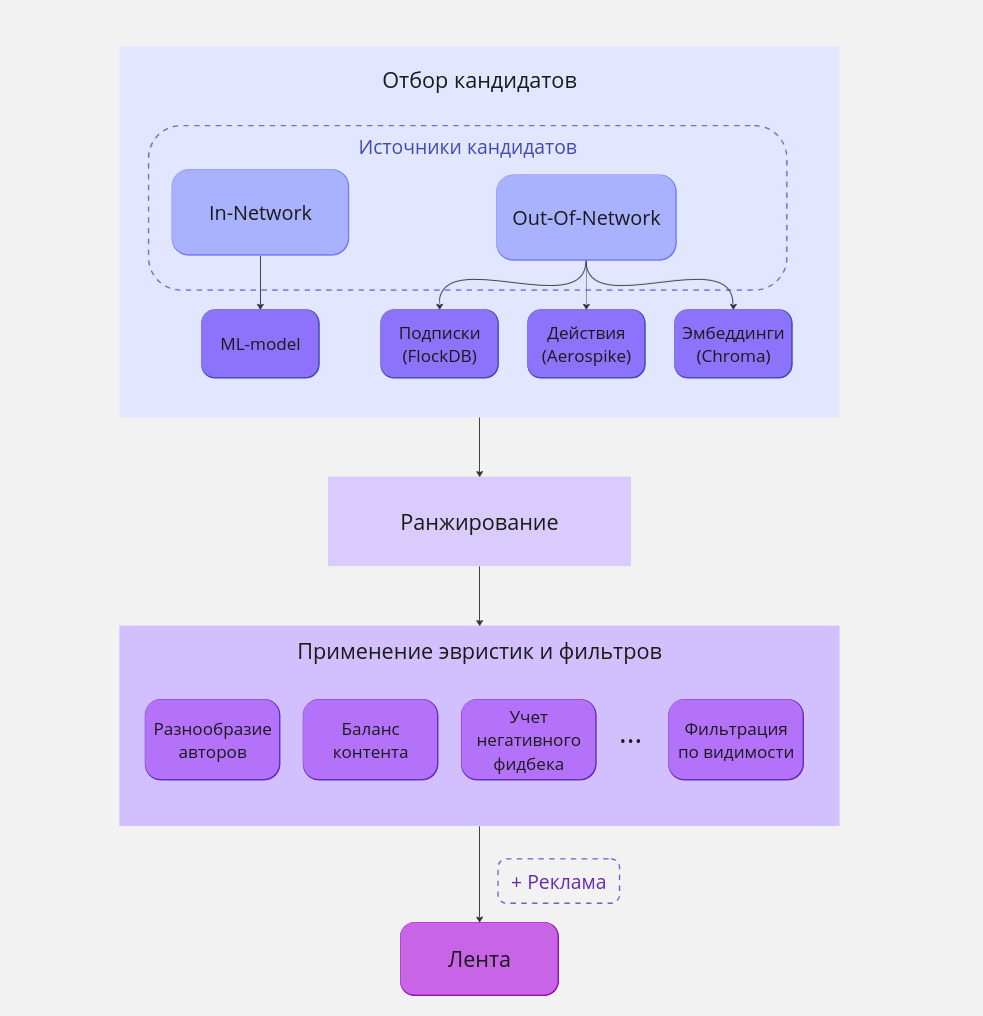 Отбор кандидатов
Источники кандидатов
In-Network
Out-Of-Network
ML-model
Подписки
(FlockDB)
Действия
(Aerospike)
Эмбеддинги
(Chroma)
Ранжирование
Применение эвристик и фильтров
Разнообразие
авторов
Баланс
контента
Учет
негативного
фидбека
...
Фильтрация
по видимости
+ Реклама
Лента